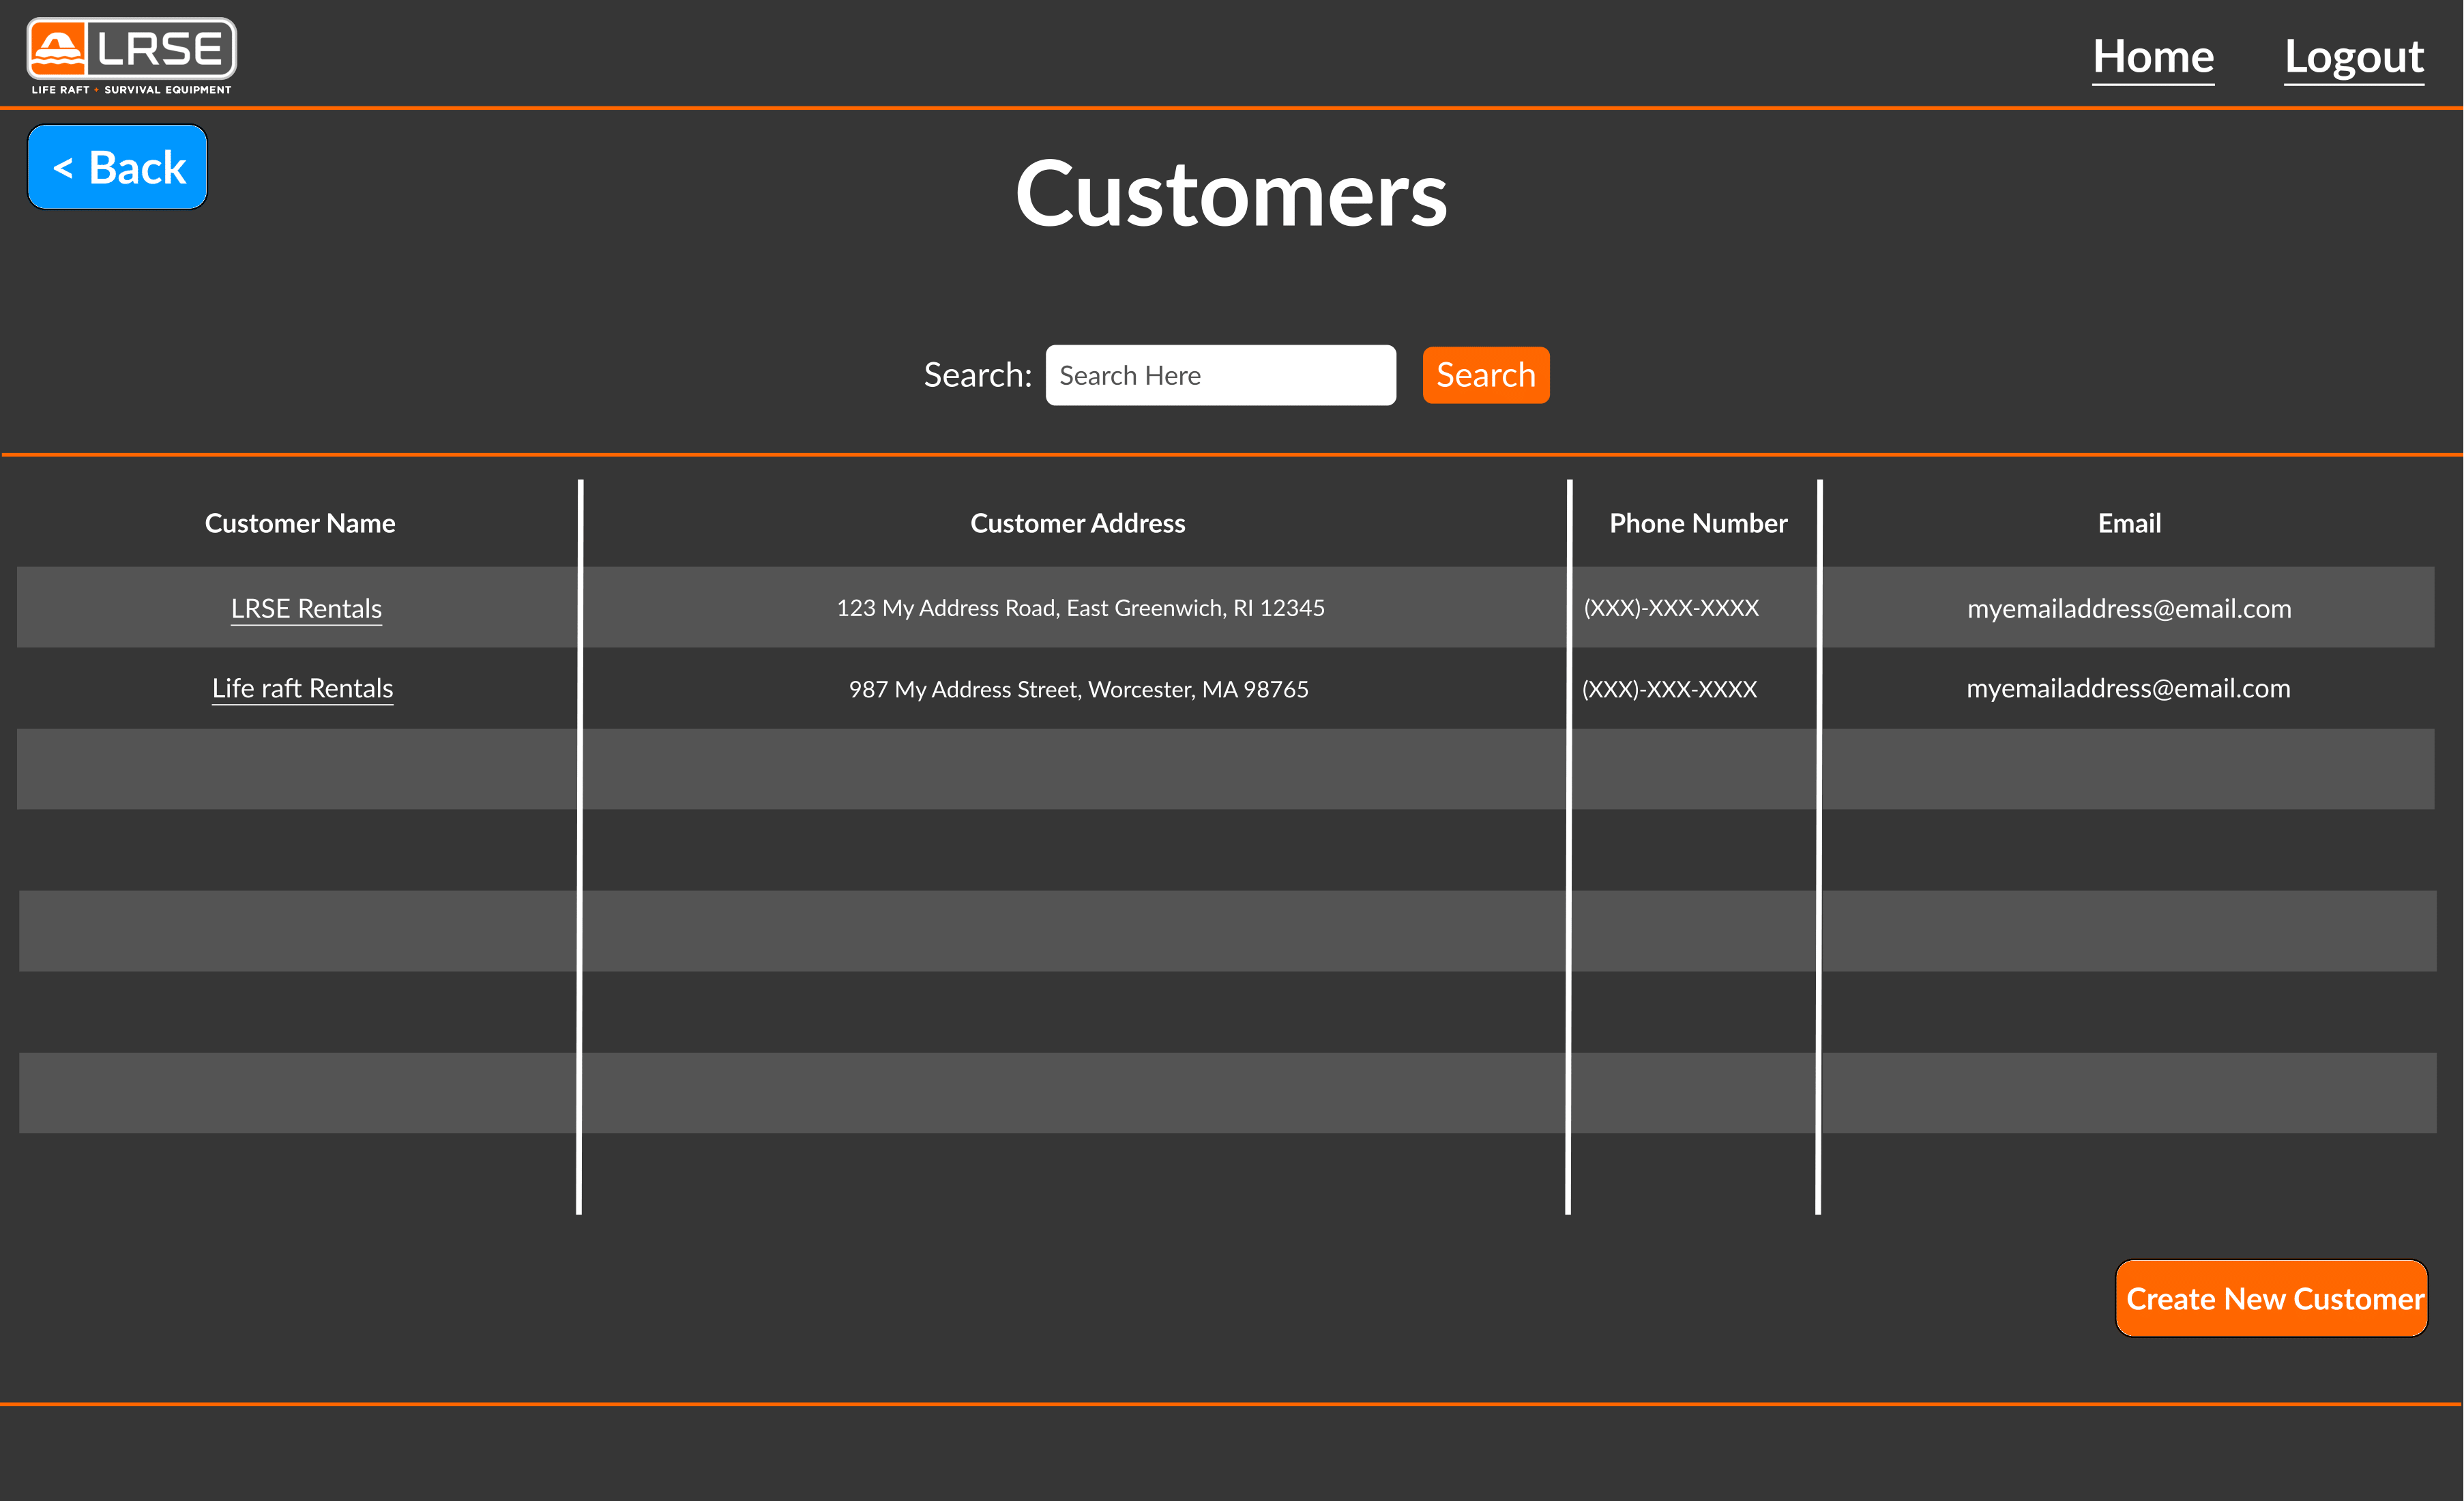 LRSE
LIFE RAFT + SURVIVAL EQUIPMENT
Home Logout
< Back
Customers
Search: Search Here Search
Customer Name Customer Address Phone Number Email
LRSE Rentals 123 My Address Road, East Greenwich, RI 12345 (XXX)-XXX-XXXX myemailaddress@email.com
Life raft Rentals 987 My Address Street, Worcester, MA 98765 (XXX)-XXX-XXXX myemailaddress@email.com
Create New Customer